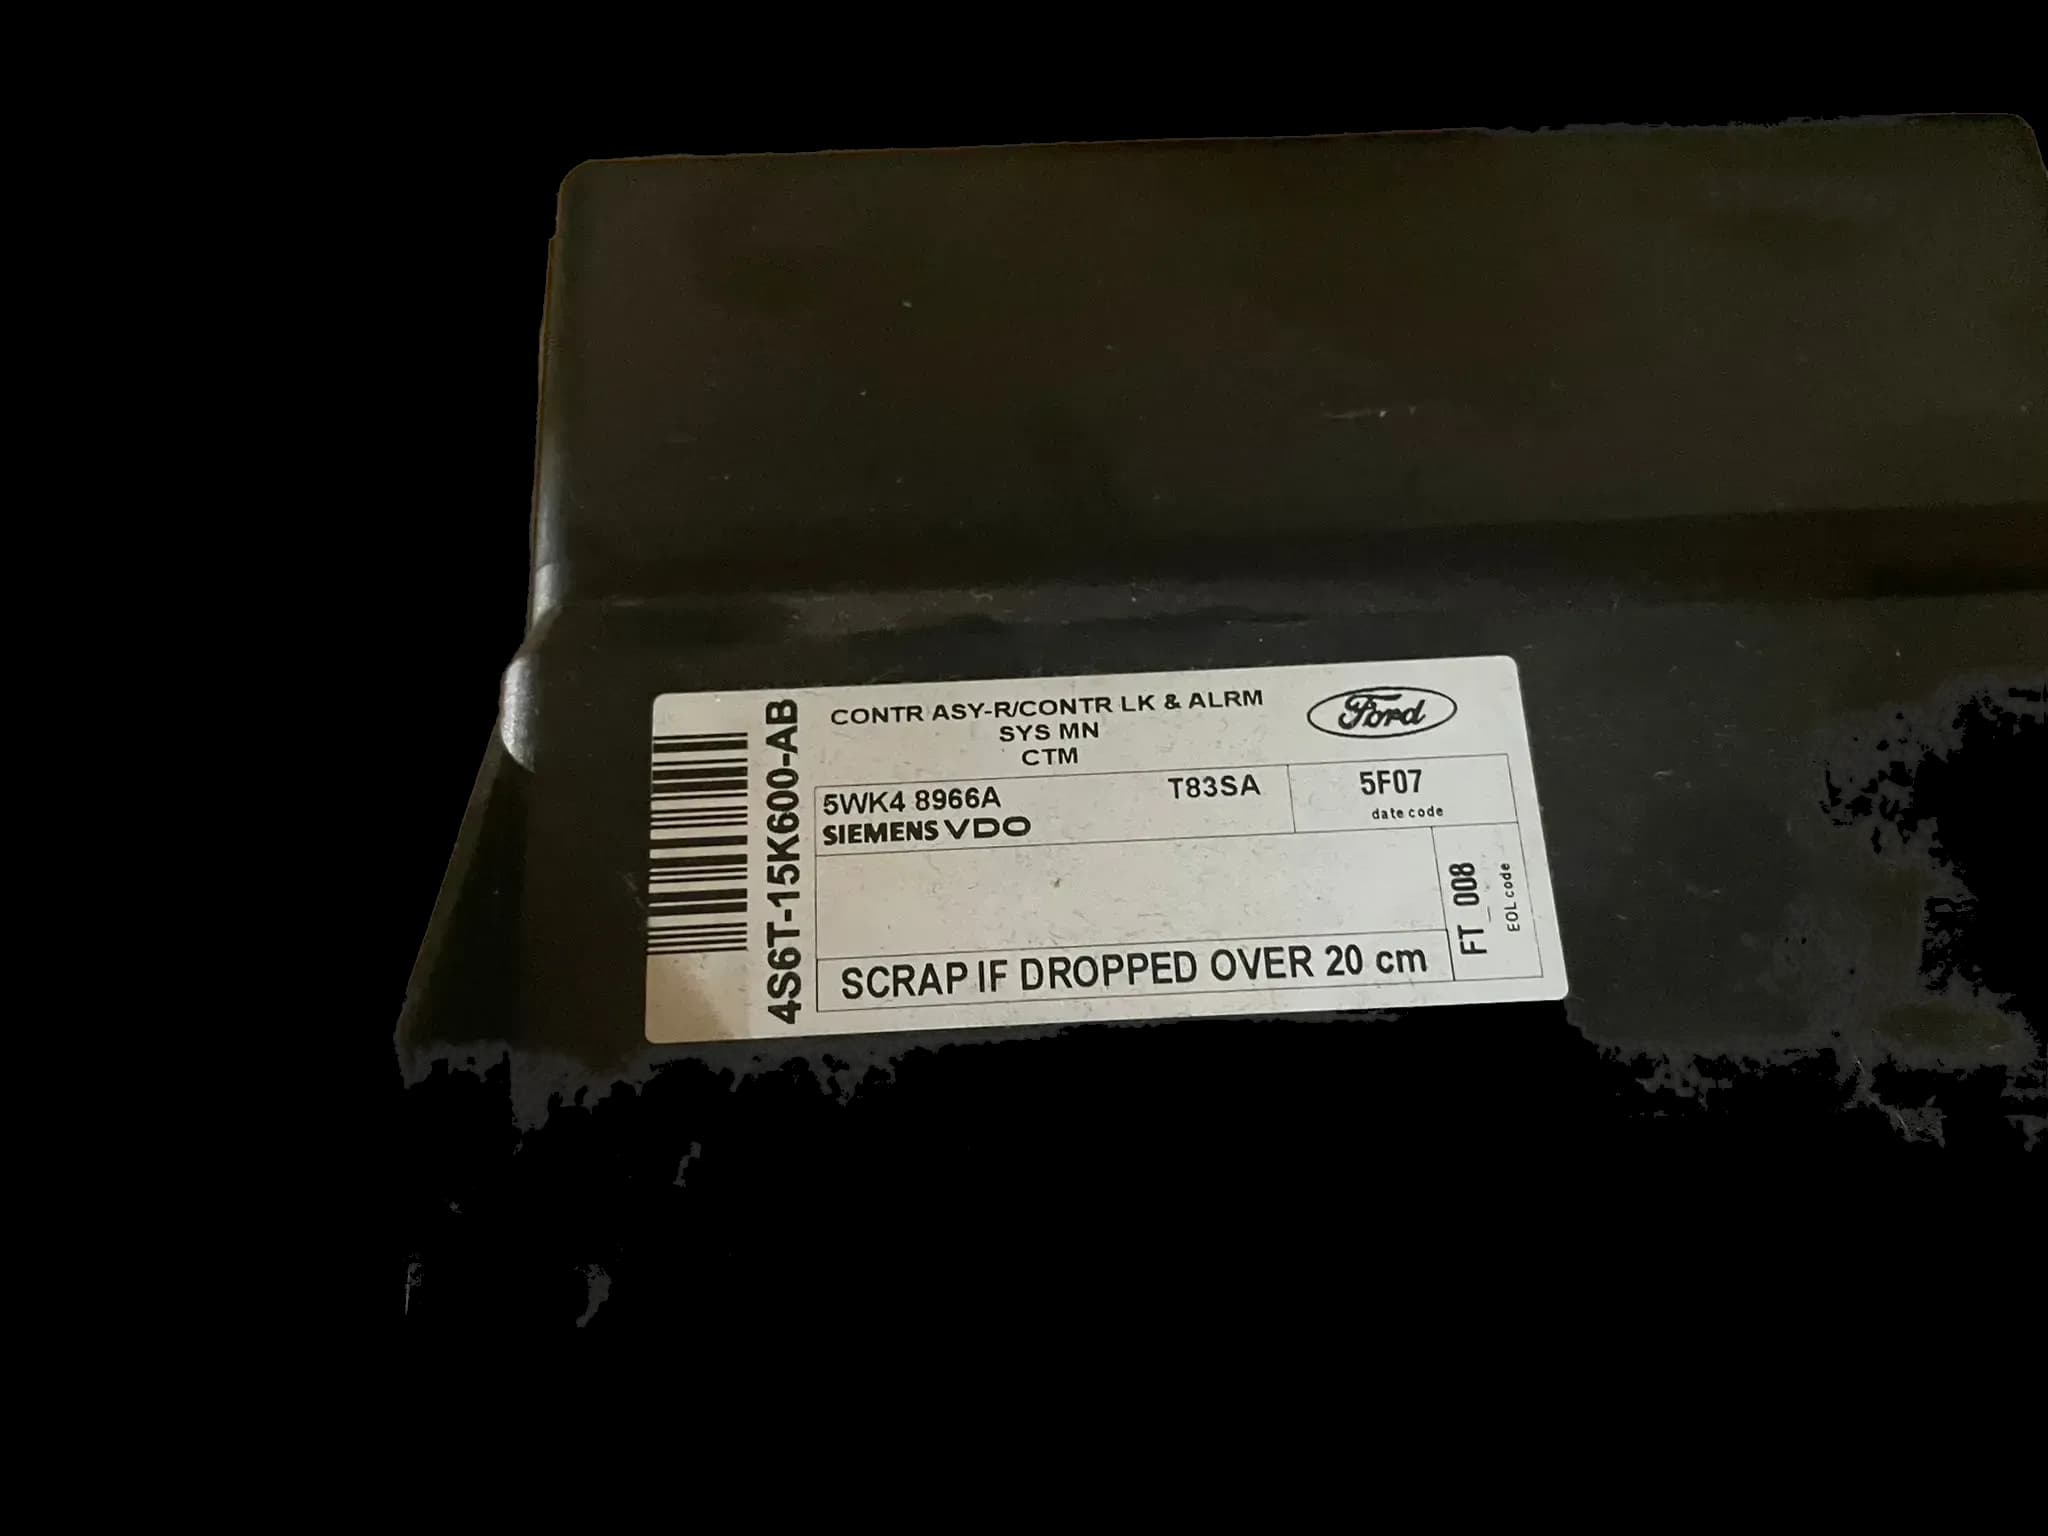 CONTR ASY-R/CONTR LK & ALRM
SYS MN
CTM
Ford
4S6T-15K600-AB
5WK4 8966A
T83SA
SIEMENS VDO
5F07
date code
FT_008
EOL code
SCRAP IF DROPPED OVER 20 cm